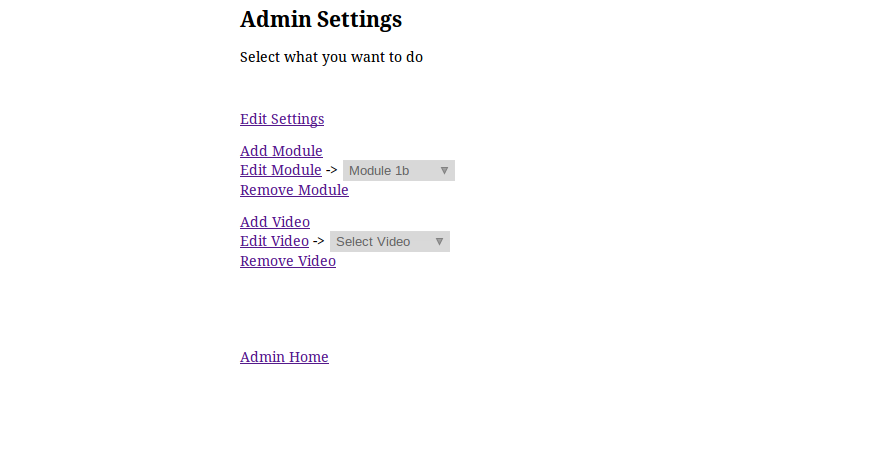 Admin Settings
Select what you want to do
Edit Settings
Add Module
Edit Module -> Module 1b
Remove Module
Add Video
Edit Video -> Select Video
Remove Video
Admin Home